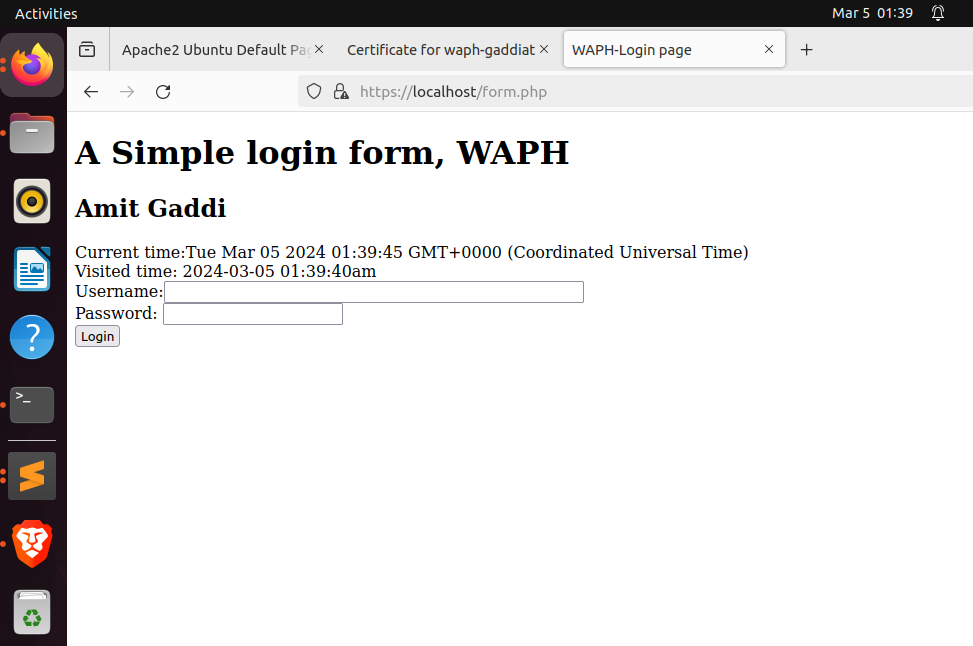 Activities
Mar 5 01:39
Apache2 Ubuntu Default Pag
Certificate for waph-gaddiat
WAPH-Login page
https://localhost/form.php
A Simple login form, WAPH
Amit Gaddi
Current time:Tue Mar 05 2024 01:39:45 GMT+0000 (Coordinated Universal Time)
Visited time: 2024-03-05 01:39:40am
Username:
Password:
Login